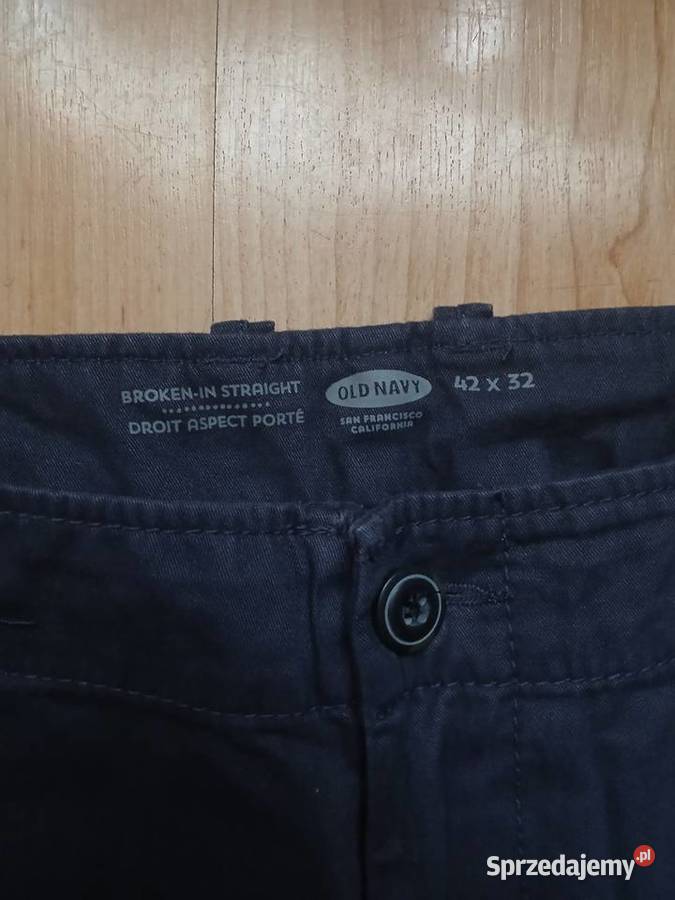 BROKEN-IN STRAIGHT
DROIT ASPECT PORTÉ
OLD NAVY
SAN FRANCISCO
CALIFORNIA
42 x 32
Sprzedajemy.pl